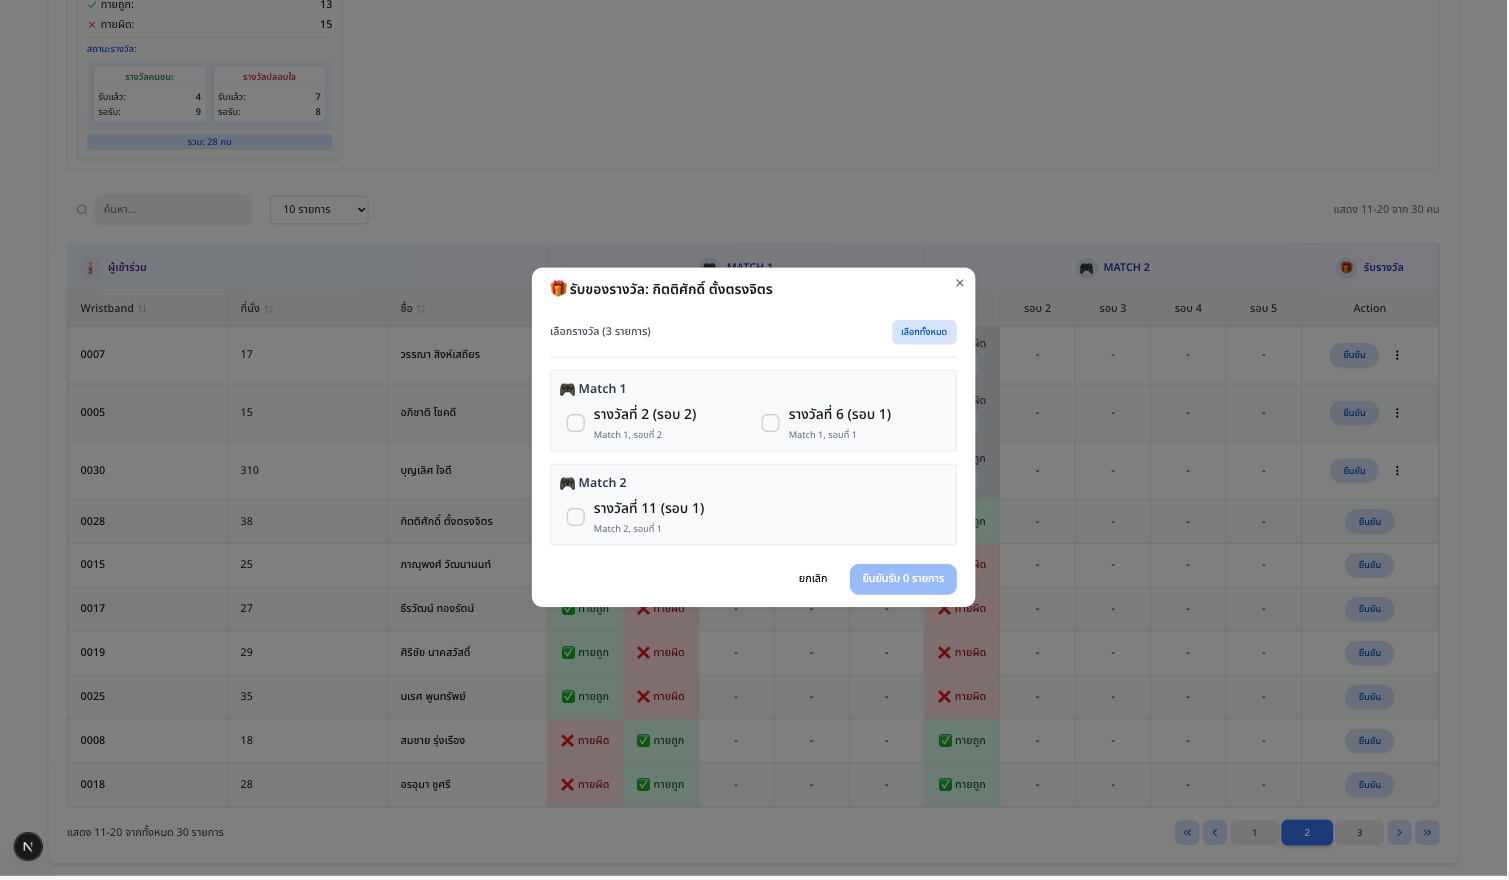 ทายถูก: 13
ทายผิด: 15
สถานะรางวัล:
รางวัลคนชนะ รางวัลปลอบใจ
รับแล้ว: 4 รับแล้ว: 7
รอรับ: 9 รอรับ: 8
รวม: 28 คน
ค้นหา... 10 รายการ แสดง 11-20 จาก 30 คน
ผู้เข้าร่วม MATCH 1 MATCH 2 รับรางวัล
Wristband ที่นั่ง ชื่อ รอบ 2 รอบ 3 รอบ 4 รอบ 5 Action
0007 17 วรรณา สิงห์เสถียร - - - - ยืนยัน
0005 15 อภิชาติ โชคดี - - - - ยืนยัน
0030 310 บุญเลิศ ใจดี - - - - ยืนยัน
0028 38 กิตติศักดิ์ ตั้งตรงจิตร - - - - ยืนยัน
0015 25 ภาณุพงศ์ วัฒนานนท์ - - - - ยืนยัน
0017 27 ธีรวัฒน์ ทองรัตน์ ทายถูก ทายผิด - - - ทายผิด - - - - ยืนยัน
0019 29 ศิริชัย นาคสวัสดิ์ ทายถูก ทายผิด - - - ทายผิด - - - - ยืนยัน
0025 35 นเรศ พูนทรัพย์ ทายถูก ทายผิด - - - ทายผิด - - - - ยืนยัน
0008 18 สมชาย รุ่งเรือง ทายผิด ทายถูก - - - ทายถูก - - - - ยืนยัน
0018 28 อรอุมา ชูศรี ทายผิด ทายถูก - - - ทายถูก - - - - ยืนยัน
แสดง 11-20 จากทั้งหมด 30 รายการ « ‹ 1 2 3 › »
N
รับของรางวัล: กิตติศักดิ์ ตั้งตรงจิตร
เลือกรางวัล (3 รายการ) เลือกทั้งหมด
Match 1
รางวัลที่ 2 (รอบ 2) รางวัลที่ 6 (รอบ 1)
Match 1, รอบที่ 2 Match 1, รอบที่ 1
Match 2
รางวัลที่ 11 (รอบ 1)
Match 2, รอบที่ 1
ยกเลิก ยืนยันรับ 0 รายการ